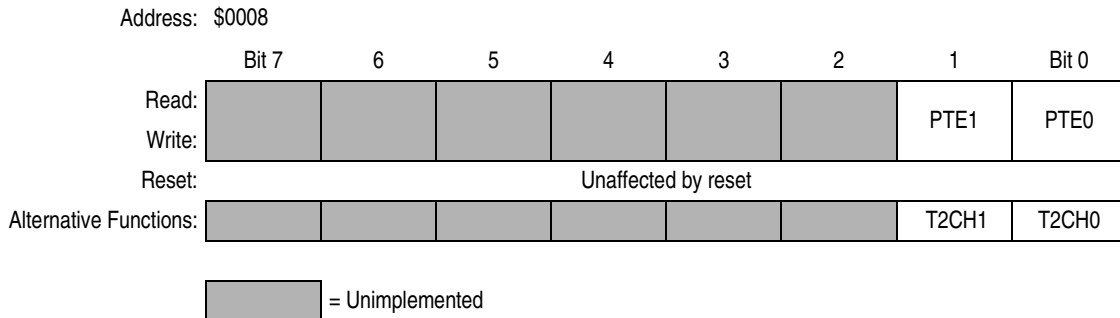 Address: $0008
Bit 7 6 5 4 3 2 1 Bit 0
Read:
PTE1 PTE0
Write:
Reset: Unaffected by reset
Alternative Functions: T2CH1 T2CH0
= Unimplemented